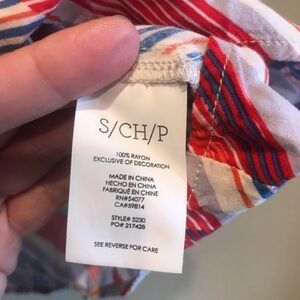 S/CH/P
100% RAYON
EXCLUSIVE OF DECORATION
MADE IN CHINA
HECHO EN CHINA
FABRIQUÉ EN CHINE
RN#54077
CA#59814
STYLE# 5230
PO# 217428
SEE REVERSE FOR CARE